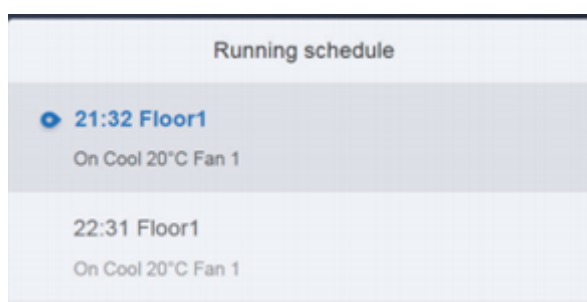 Running schedule
21:32 Floor1
On Cool 20°C Fan 1
22:31 Floor1
On Cool 20°C Fan 1